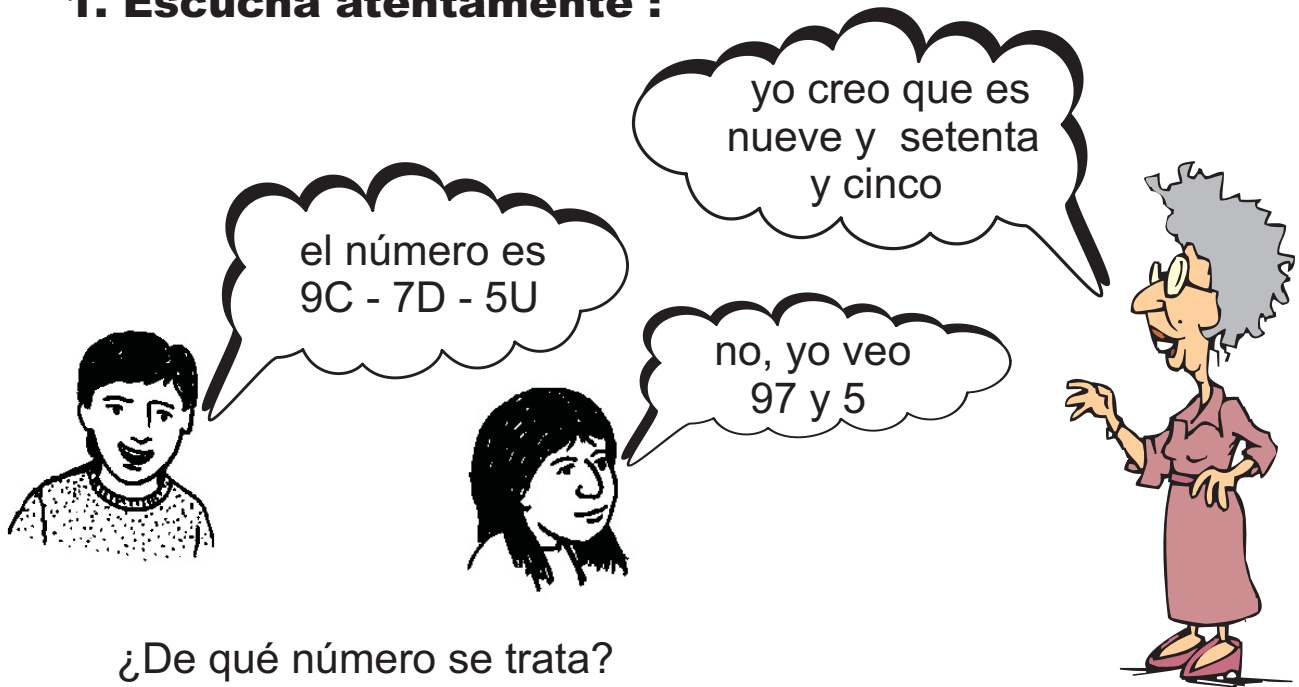 1. Escucha atentamente :
yo creo que es
nueve y setenta
y cinco
el número es
9C - 7D - 5U
no, yo veo
97 y 5
¿De qué número se trata?